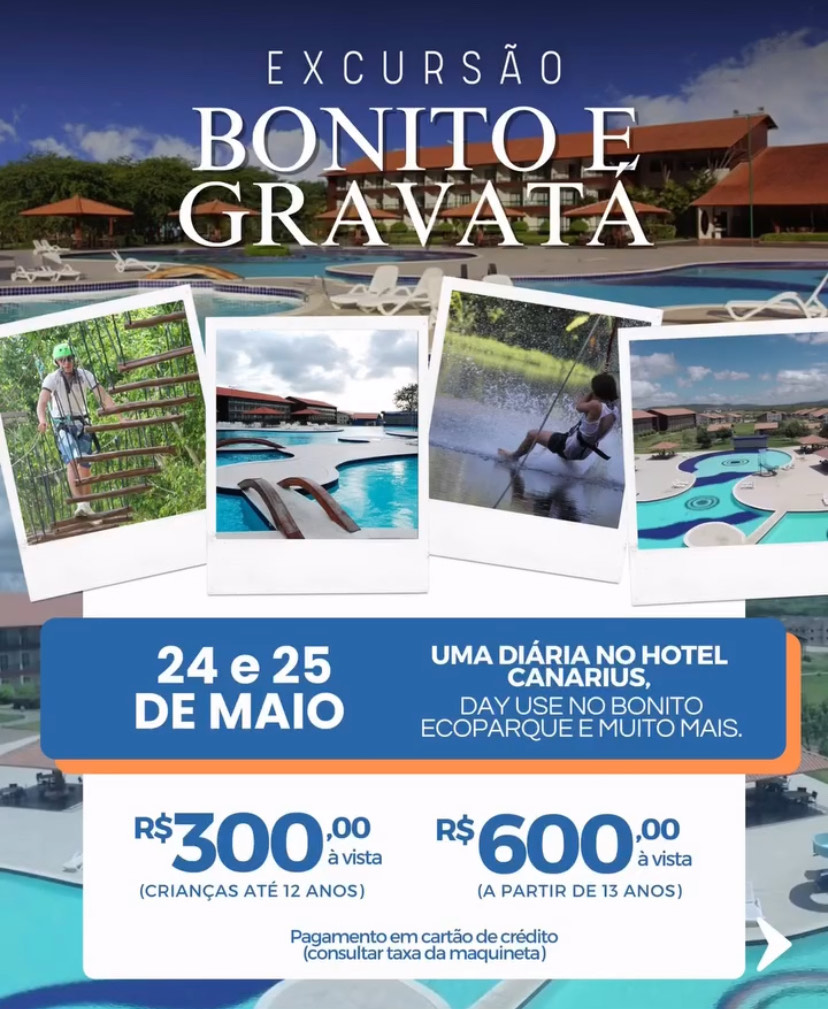 EXCURSÃO
BONITO E
GRAVATÁ
24 e 25
DE MAIO
UMA DIÁRIA NO HOTEL
CANARIUS,
DAY USE NO BONITO
ECOPARQUE E MUITO MAIS.
R$300,00
à vista
(CRIANÇAS ATÉ 12 ANOS)
R$600,00
à vista
(A PARTIR DE 13 ANOS)
Pagamento em cartão de crédito
(consultar taxa da maquineta)